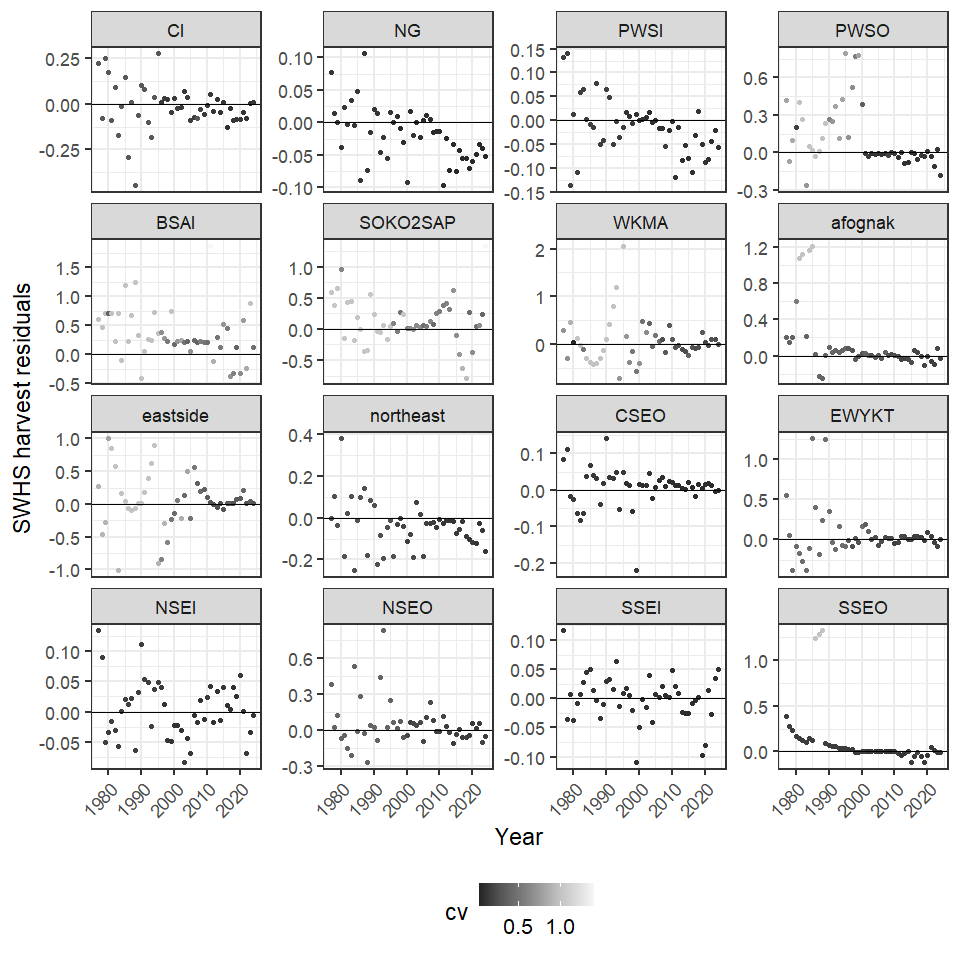 CI NG PWSI PWSO
0.25 0.00 -0.25
0.10 0.05 0.00 -0.05 -0.10
0.15 0.10 0.05 0.00 -0.05 -0.10 -0.15
0.6 0.3 0.0 -0.3
BSAI SOKO2SAP WKMA afognak
1.5 1.0 0.5 0.0 -0.5
1.0 0.5 0.0 -0.5
2 1 0
1.2 0.8 0.4 0.0
eastside northeast CSEO EWYKT
1.0 0.5 0.0 -0.5 -1.0
0.4 0.2 0.0 -0.2
0.1 0.0 -0.1 -0.2
1.0 0.5 0.0
NSEI NSEO SSEI SSEO
0.10 0.05 0.00 -0.05
0.6 0.3 0.0 -0.3
0.10 0.05 0.00 -0.05 -0.10
1.0 0.5 0.0
1980 1990 2000 2010 2020
1980 1990 2000 2010 2020
1980 1990 2000 2010 2020
1980 1990 2000 2010 2020
SWHS harvest residuals
Year
cv
0.5 1.0